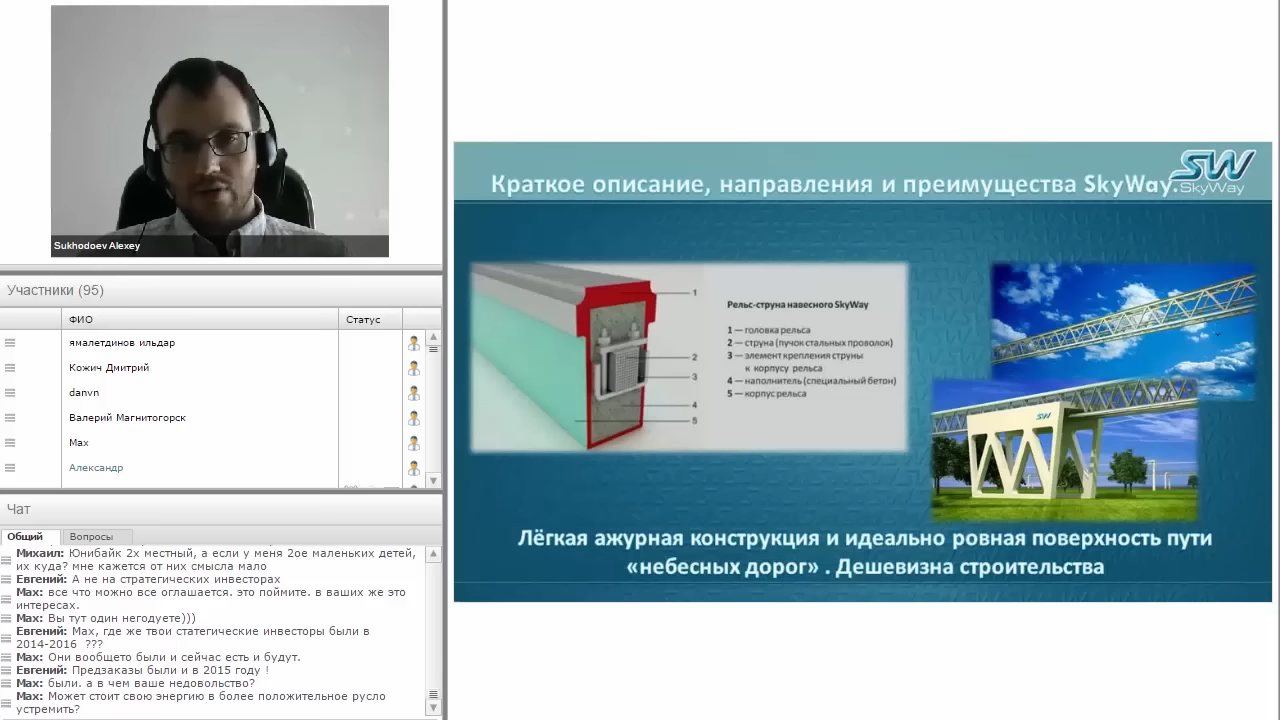 Sukhodoev Alexey
Участники (95)
ФИО
Статус
ямалетдинов ильдар
Кожич Дмитрий
danvn
Валерий Магнитогорск
Max
Александр
Чат
Общий
Вопросы
Михаил: Юнибайк 2х местный, а если у меня 2ое маленьких детей,
их куда? мне кажется от них смысла мало
Евгений: А не на стратегических инвесторах
Max: все что можно все оглашается. это поймите. в ваших же это
интересах.
Max: Вы тут один негодуете)))
Евгений: Мах, где же твои статегические инвесторы были в
2014-2016 ???
Max: Они вообщето были и сейчас есть и будут.
Евгений: Предзаказы были и в 2015 году !
Max: были. а в чем ваше недовольство?
Max: Может стоит свою энергию в более положительное русло
устремить?
Краткое описание, направления и преимущества SkyWay.
SW
SkyWay
1
2
3
4
5
Рельс-струна навесного SkyWay
1 — головка рельса
2 — струна (пучок стальных проволок)
3 — элемент крепления струны
к корпусу рельса
4 — наполнитель (специальный бетон)
5 — корпус рельса
SW
Лёгкая ажурная конструкция и идеально ровная поверхность пути
«небесных дорог» . Дешевизна строительства